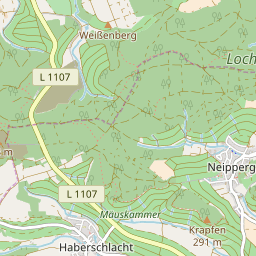 Weißenberg
Loch
L 1107
m
Neipperg
L 1107
Mauskammer
Krapfen
291 m
Haberschlacht